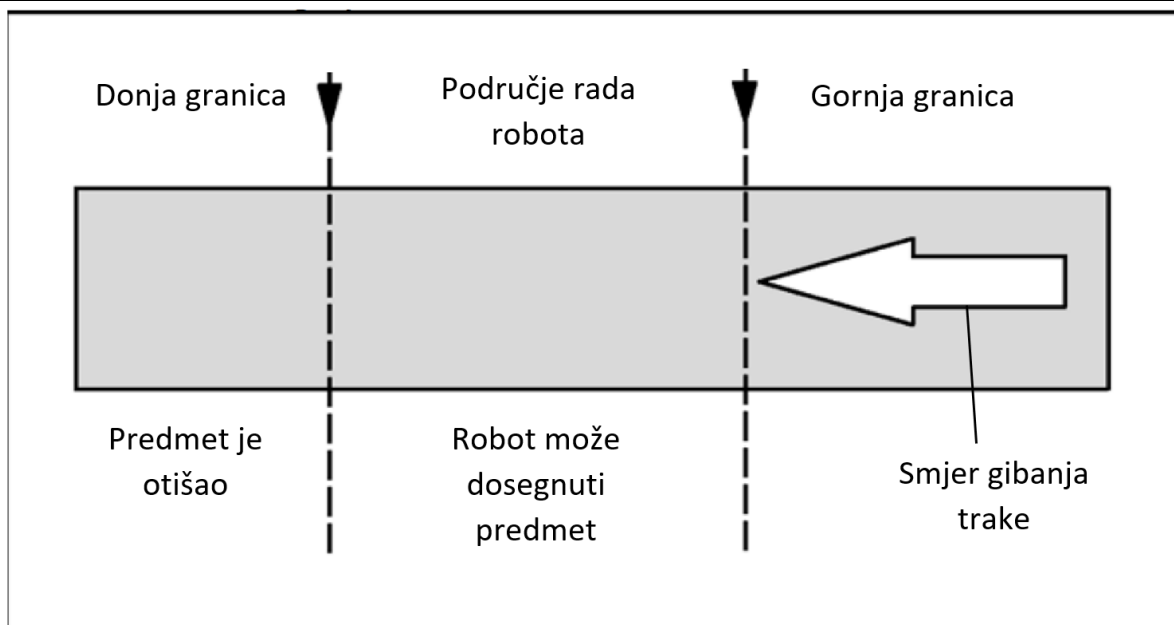 Donja granica
Područje rada
robota
Gornja granica
Predmet je
otišao
Robot može
dosegnuti
predmet
Smjer gibanja
trake